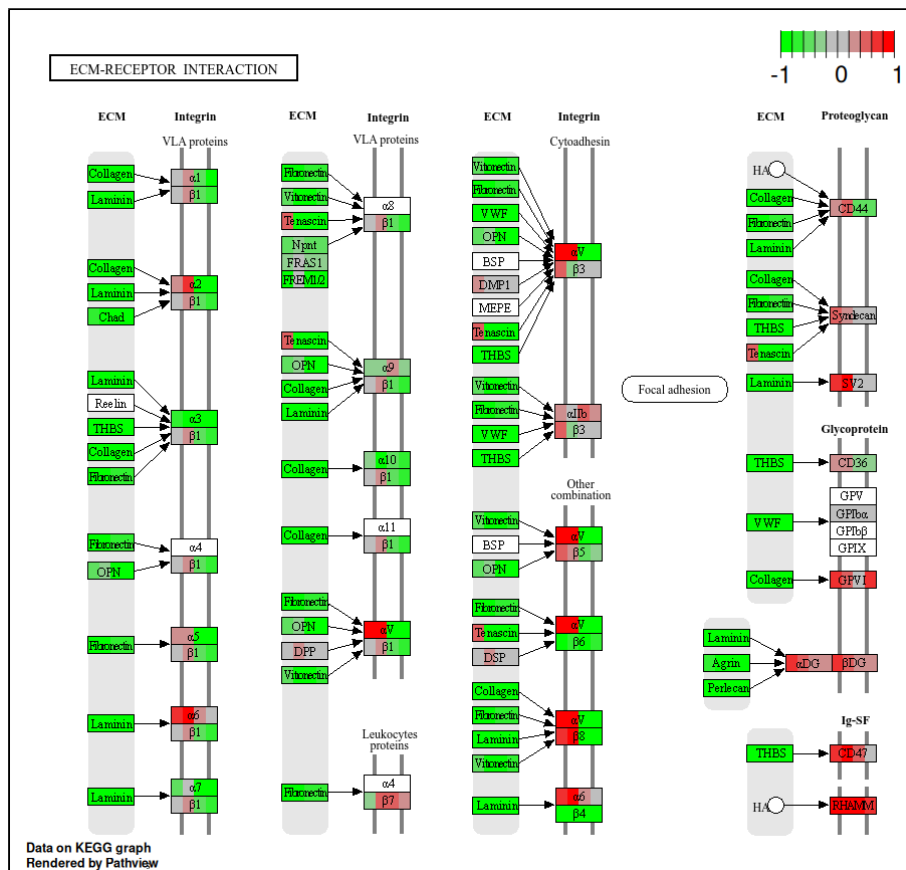 ECM-RECEPTOR INTERACTION
-1 0 1
ECM Integrin
VLA proteins
Collagen
Laminin
α1
β1
Collagen
Laminin
Chad
α2
β1
Laminin
Reelin
THBS
Collagen
Fibronectin
α3
β1
Fibronectin
OPN
α4
β1
Fibronectin
α5
β1
Laminin
α6
β1
Laminin
α7
β1
ECM Integrin
VLA proteins
Fibronectin
Vitronectin
Tenascin
Npnt
FRAS1
FREM1/2
α8
β1
Tenascin
OPN
Collagen
Laminin
α9
β1
Collagen
α10
β1
Collagen
α11
β1
Fibronectin
OPN
DPP
Vitronectin
αV
β1
Leukocytes
proteins
Fibronectin
α4
β7
ECM Integrin
Cytoadhesin
Vitronectin
Fibronectin
VWF
OPN
BSP
DMP1
MEPE
Tenascin
THBS
αV
β3
Vitronectin
Fibronectin
VWF
THBS
αIIb
β3
Other
combination
Vitronectin
BSP
OPN
αV
β5
Fibronectin
Tenascin
DSP
αV
β6
Collagen
Fibronectin
Laminin
Vitronectin
αV
β8
Laminin
α6
β4
Focal adhesion
ECM Proteoglycan
HA
Collagen
Fibronectin
Laminin
CD44
Collagen
Fibronectin
THBS
Tenascin
Syndecan
Laminin
SV2
Glycoprotein
THBS
CD36
VWF
GPV
GPIbα
GPIbβ
GPIX
Collagen
GPVI
Laminin
Agrin
Perlecan
αDG βDG
Ig-SF
THBS
CD47
HA
RHAMM
Data on KEGG graph
Rendered by Pathview